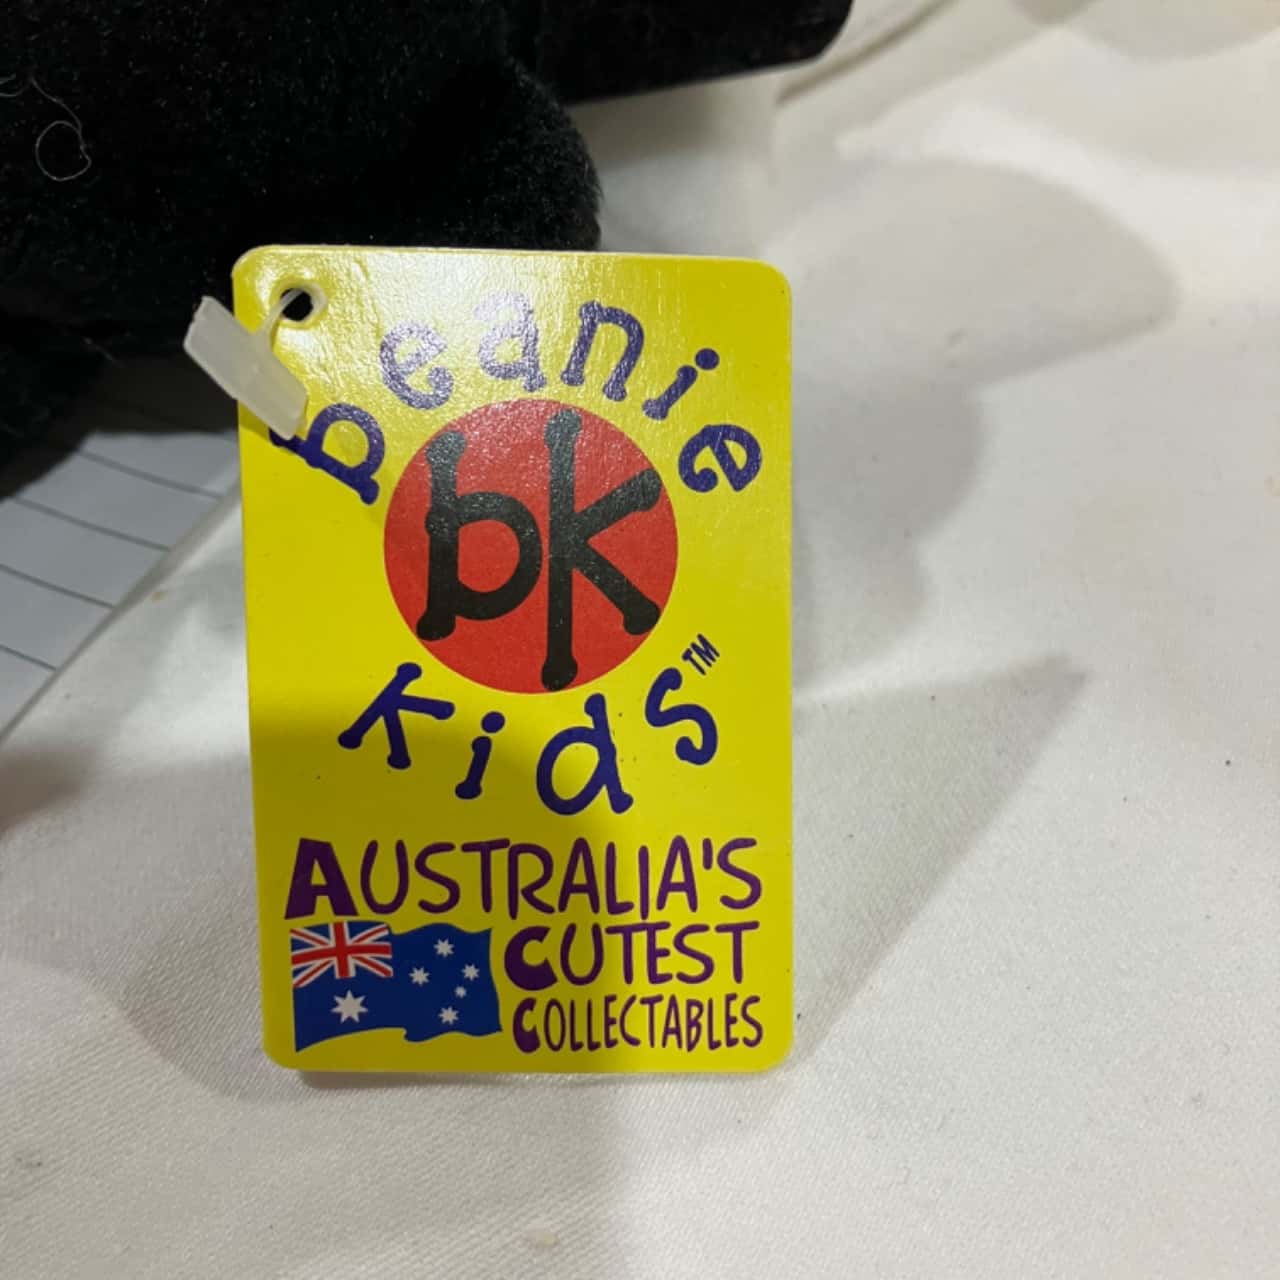 beanie
bk
kids™
AUSTRALIA'S
CUTEST
COLLECTABLES